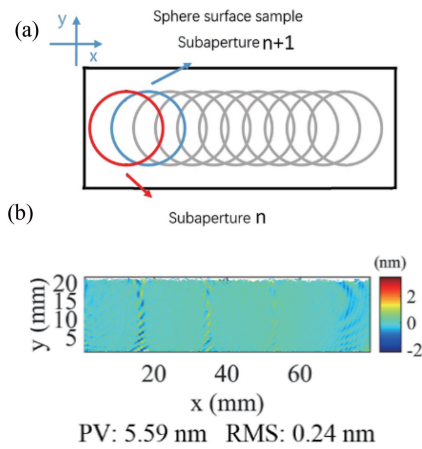 (a)
y
x
Sphere surface sample
Subaperture n+1
Subaperture n
(b)
(nm)
2
0
-2
20
15
10
5
y (mm)
20 40 60
x (mm)
PV: 5.59 nm RMS: 0.24 nm